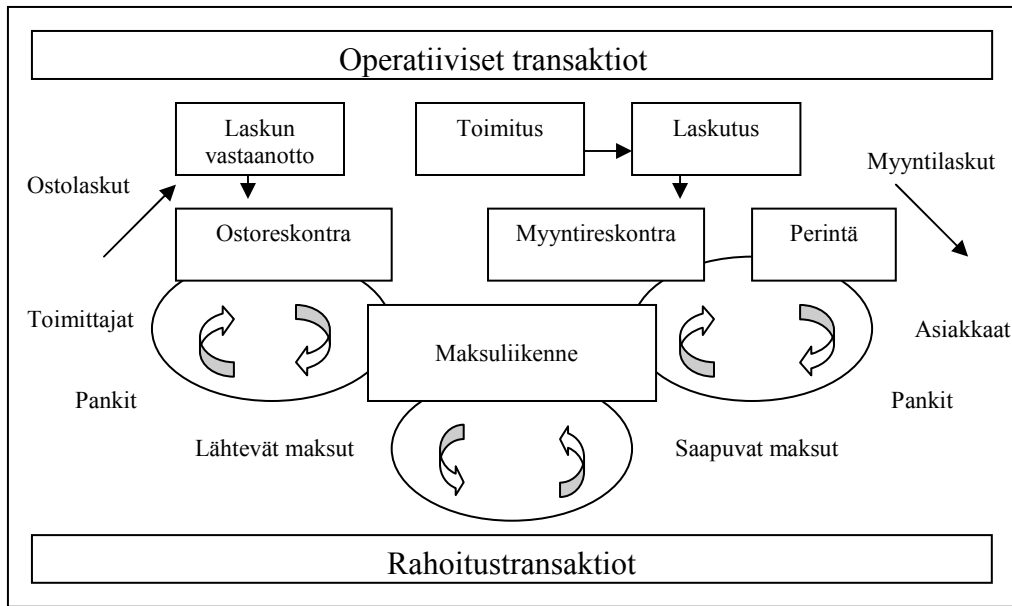 Operatiiviset transaktiot
Laskun
vastaanotto
Toimitus
Laskutus
Ostolaskut
Myyntilaskut
Ostoreskontra
Myyntireskontra
Perintä
Toimittajat
Maksuliikenne
Asiakkaat
Pankit
Pankit
Lähtevät maksut
Saapuvat maksut
Rahoitustransaktiot